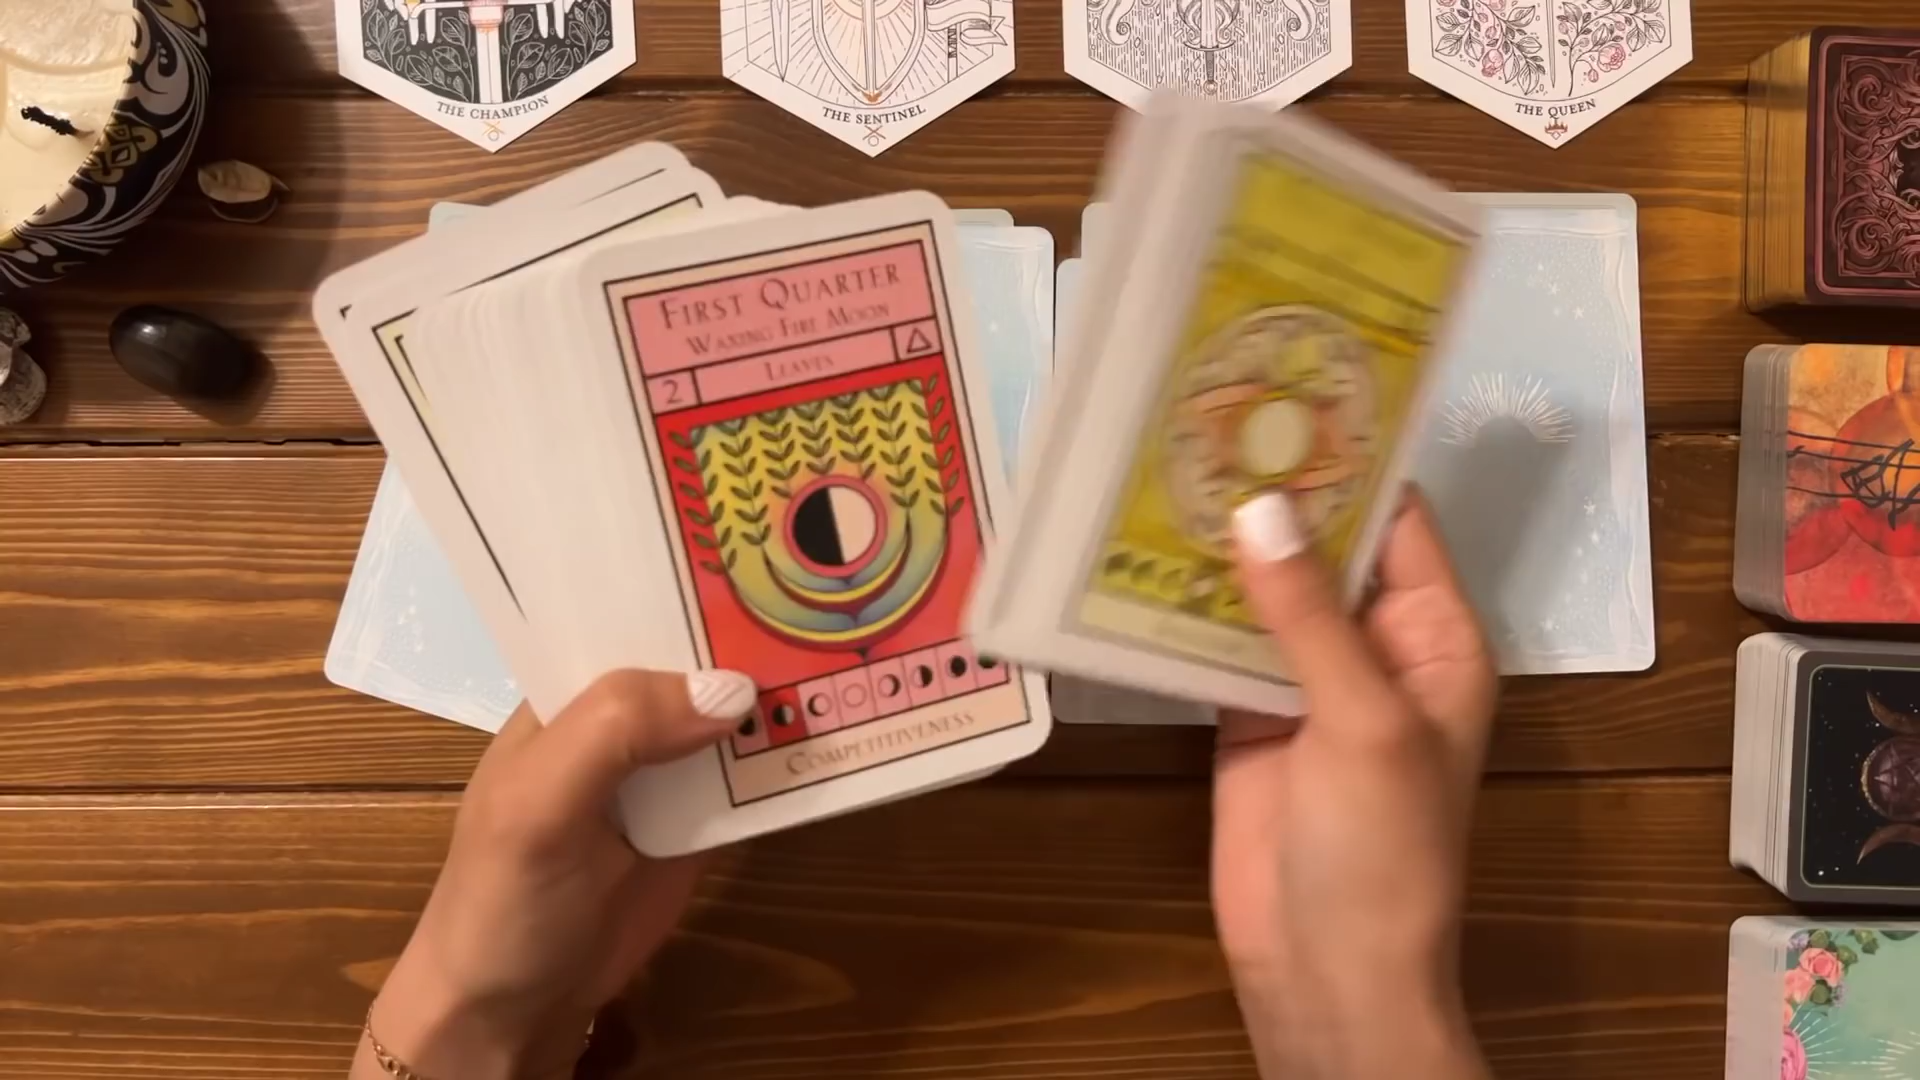 THE CHAMPION
THE SENTINEL
THE QUEEN
FIRST QUARTER
WAXING FIRE MOON
LEAVES
2
COMPETITIVENESS